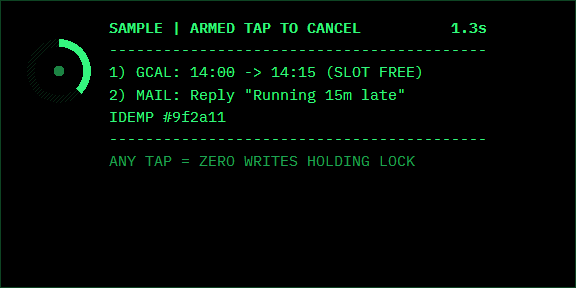 SAMPLE | ARMED TAP TO CANCEL 1.3s
------------------------------------------
1) GCAL: 14:00 -> 14:15 (SLOT FREE)
2) MAIL: Reply "Running 15m late"
IDEMP #9f2a11
------------------------------------------
ANY TAP = ZERO WRITES HOLDING LOCK